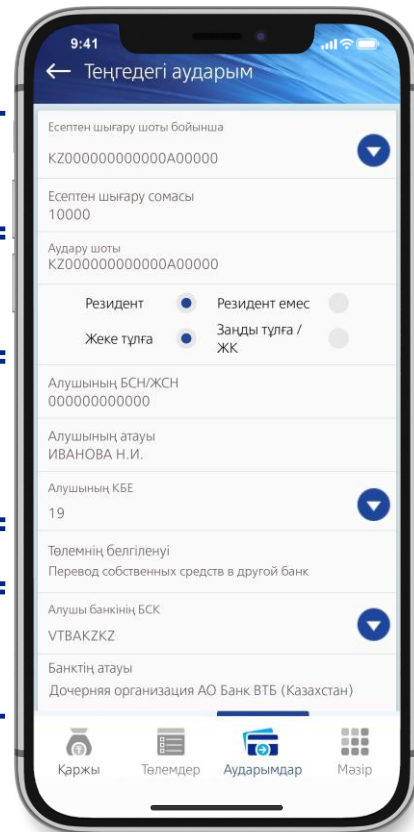 9:41
Теңгедегі аударым
Есептен шығару шоты бойынша
KZ000000000000A00000
Есептен шығару сомасы
10000
Аудару шоты
KZ000000000000A00000
Резидент
Резидент емес
Жеке тұлға
Заңды тұлға /
ЖК
Алушының БСН/ЖСН
000000000000
Алушының атауы
ИВАНОВА Н.И.
Алушының КБЕ
19
Төлемнің белгіленуі
Перевод собственных средств в другой банк
Алушы банкінің БСК
VTBAKZKZ
Банктің атауы
Дочерняя организация АО Банк ВТБ (Казахстан)
Қаржы
Төлемдер
Аударымдар
Мәзір